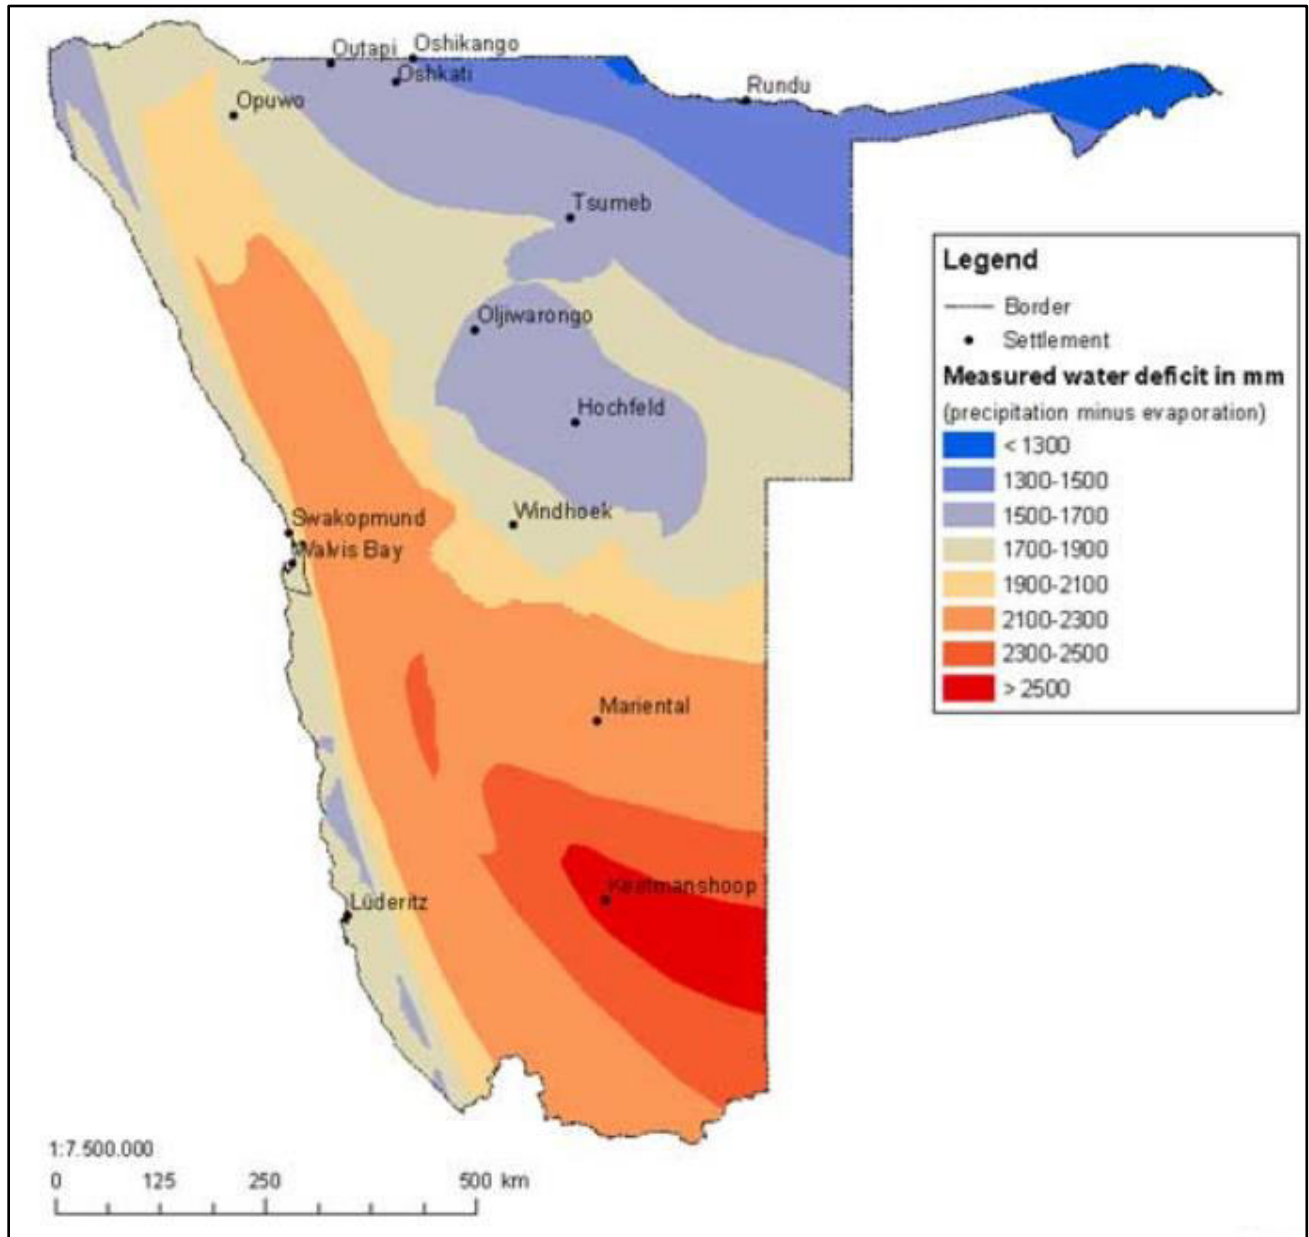 Outapi
Oshikango
Oshkati
Opuwo
Rundu
Tsumeb
Oljiwarongo
Hochfeld
Windhoek
Swakopmund
Walvis Bay
Mariental
Keetmanshoop
Lüderitz
Legend
Border
Settlement
Measured water deficit in mm
(precipitation minus evaporation)
< 1300
1300-1500
1500-1700
1700-1900
1900-2100
2100-2300
2300-2500
> 2500
1:7.500.000
0 125 250 500 km